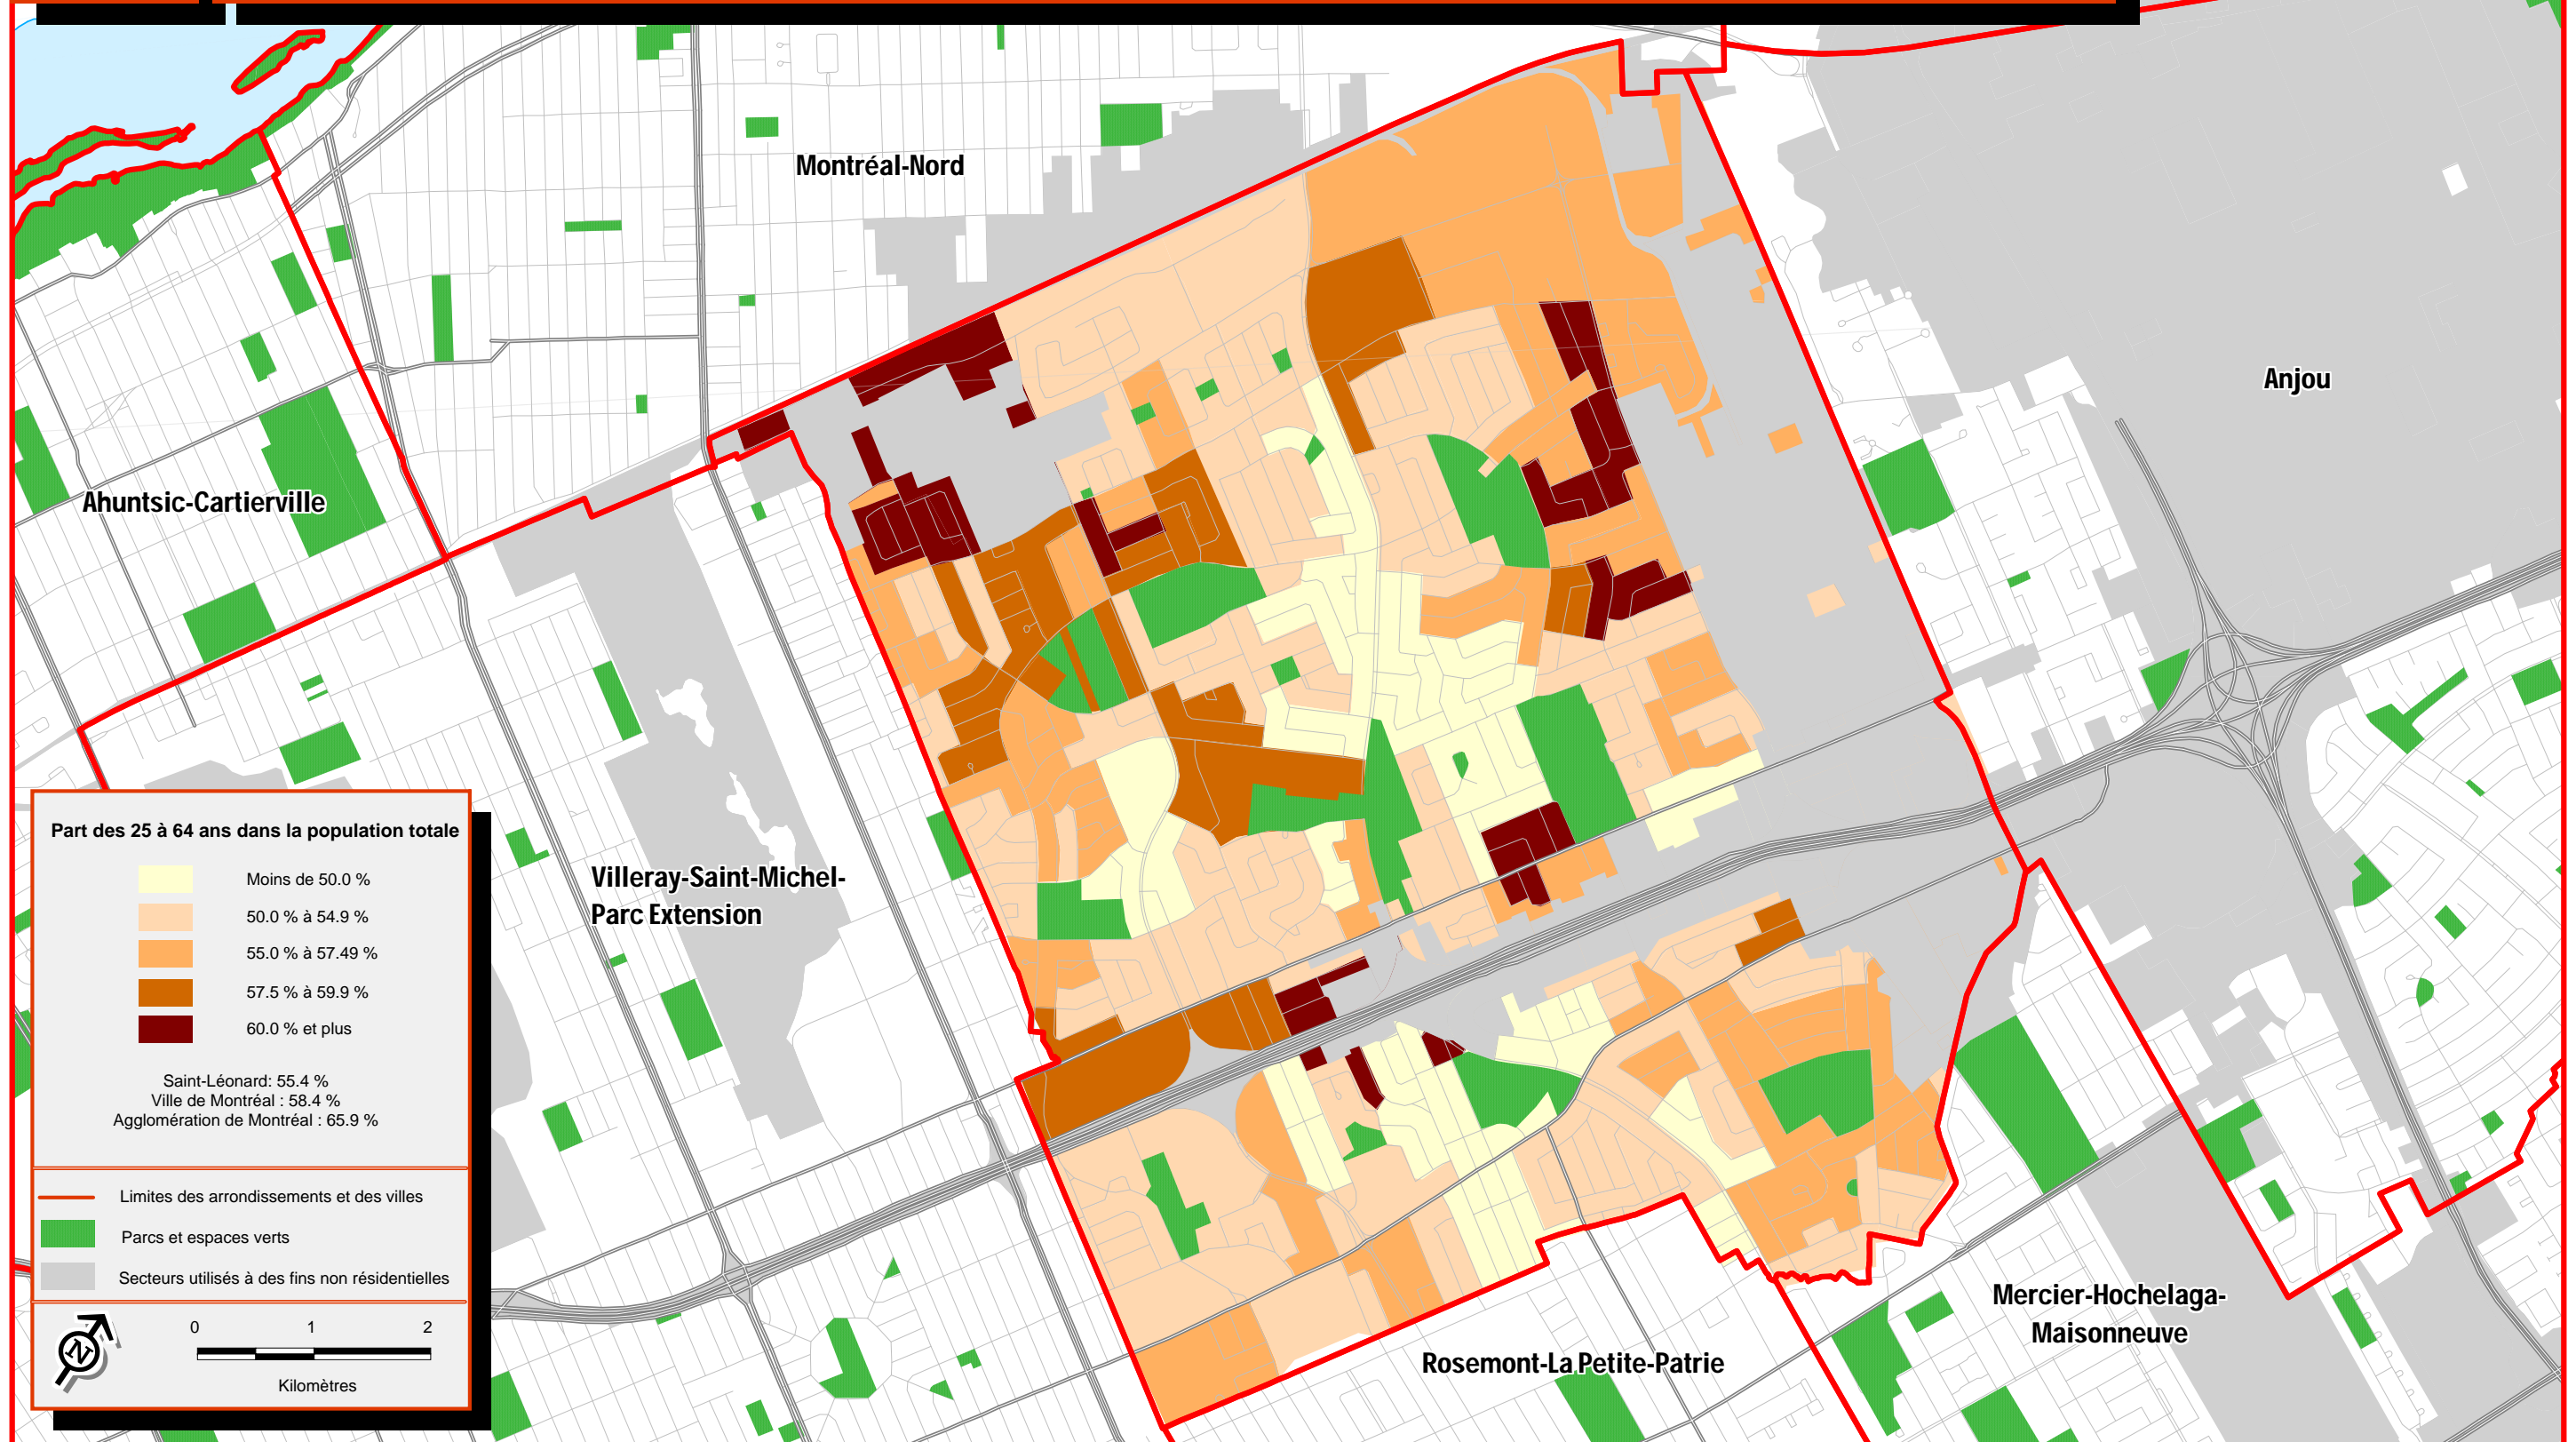 Montréal-Nord
Anjou
Ahuntsic-Cartierville
Villeray-Saint-Michel-
Parc Extension
Part des 25 à 64 ans dans la population totale
Moins de 50.0 %
50.0 % à 54.9 %
55.0 % à 57.49 %
57.5 % à 59.9 %
60.0 % et plus
Saint-Léonard: 55.4 %
Ville de Montréal : 58.4 %
Agglomération de Montréal : 65.9 %
Limites des arrondissements et des villes
Parcs et espaces verts
Secteurs utilisés à des fins non résidentielles
N
0 1 2
Kilomètres
Mercier-Hochelaga-
Maisonneuve
Rosemont-La Petite-Patrie